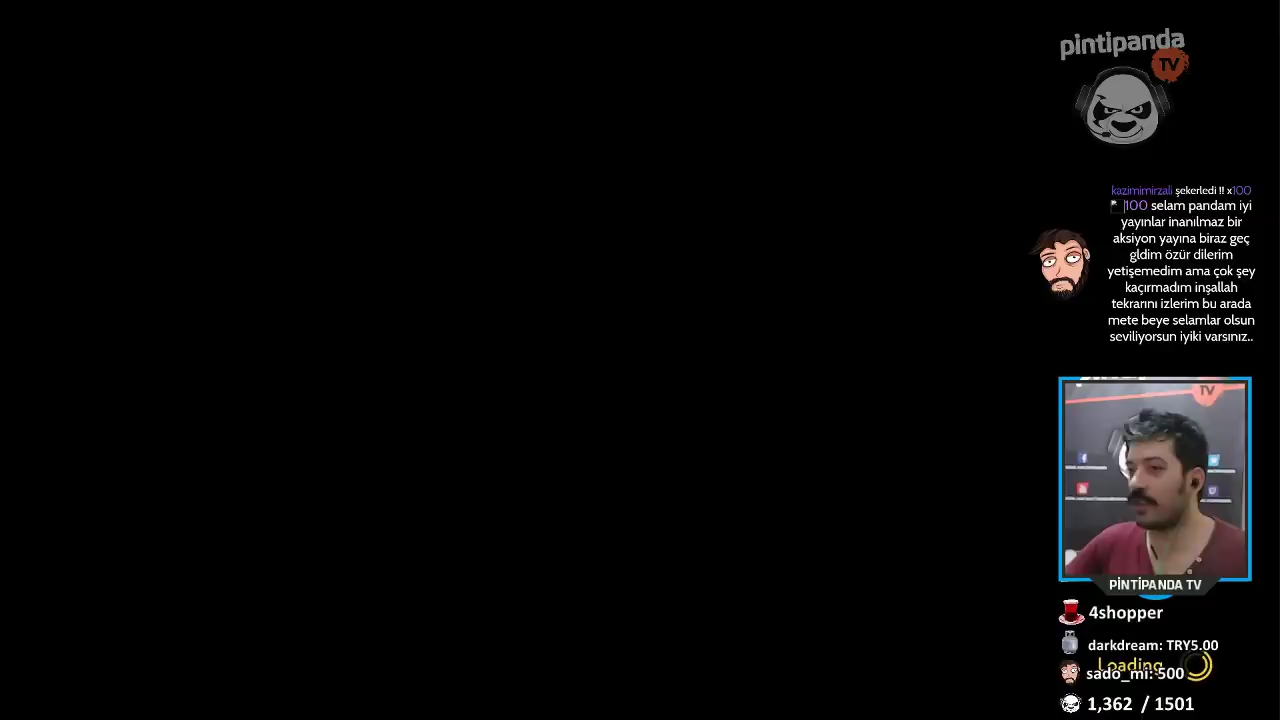 pintipanda
TV
kazimimirzali şekerledi !! x100
100 selam pandam iyi
yayınlar inanılmaz bir
aksiyon yayına biraz geç
gldim özür dilerim
yetişemedim ama çok şey
kaçırmadım inşallah
tekrarını izlerim bu arada
mete beye selamlar olsun
seviliyorsun iyiki varsınız..
TV
PİNTİPANDA TV
4shopper
darkdream: TRY5.00
Loading
sado_mi: 500
1,362 / 1501